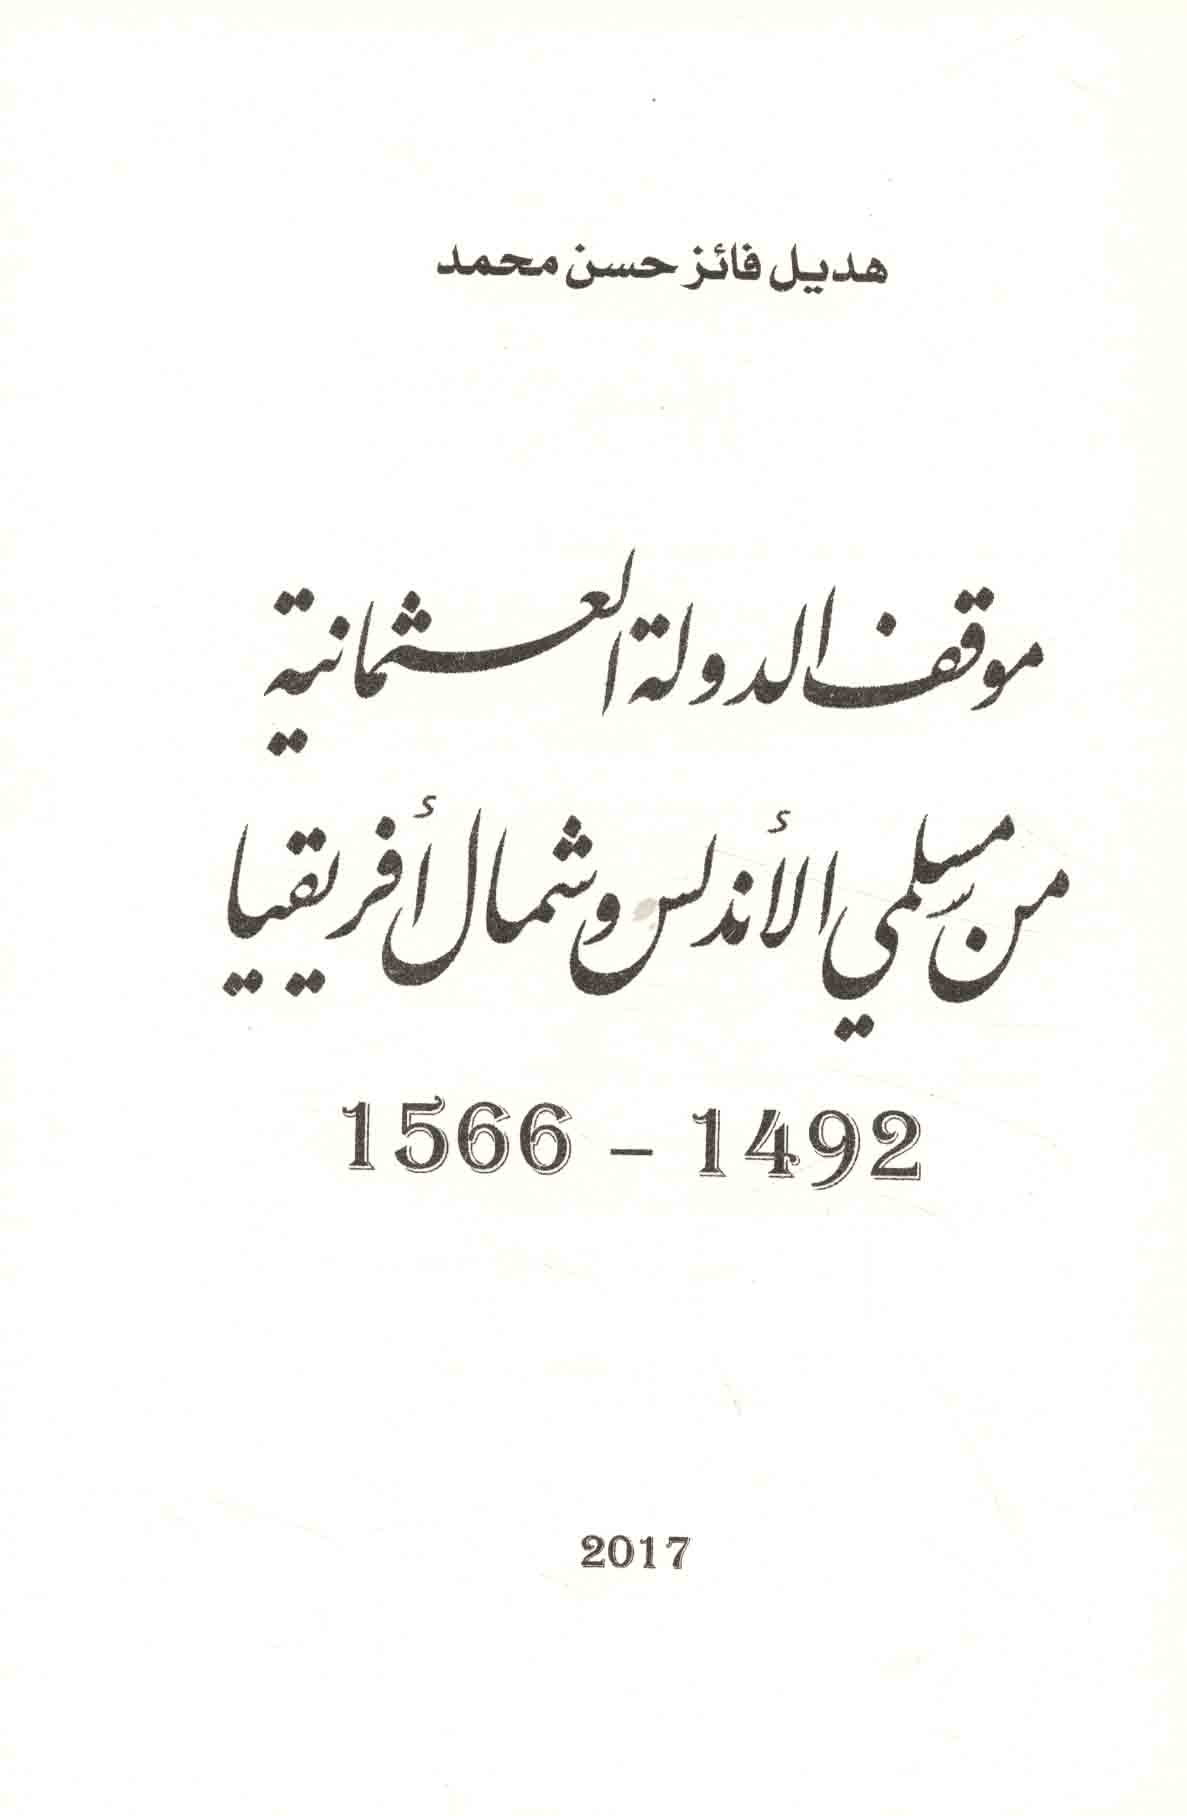 هديل فائز حسن محمد
موقف الدولة العثمانية
من مسلمي الأندلس وشمال أفريقيا
1492 - 1566
2017